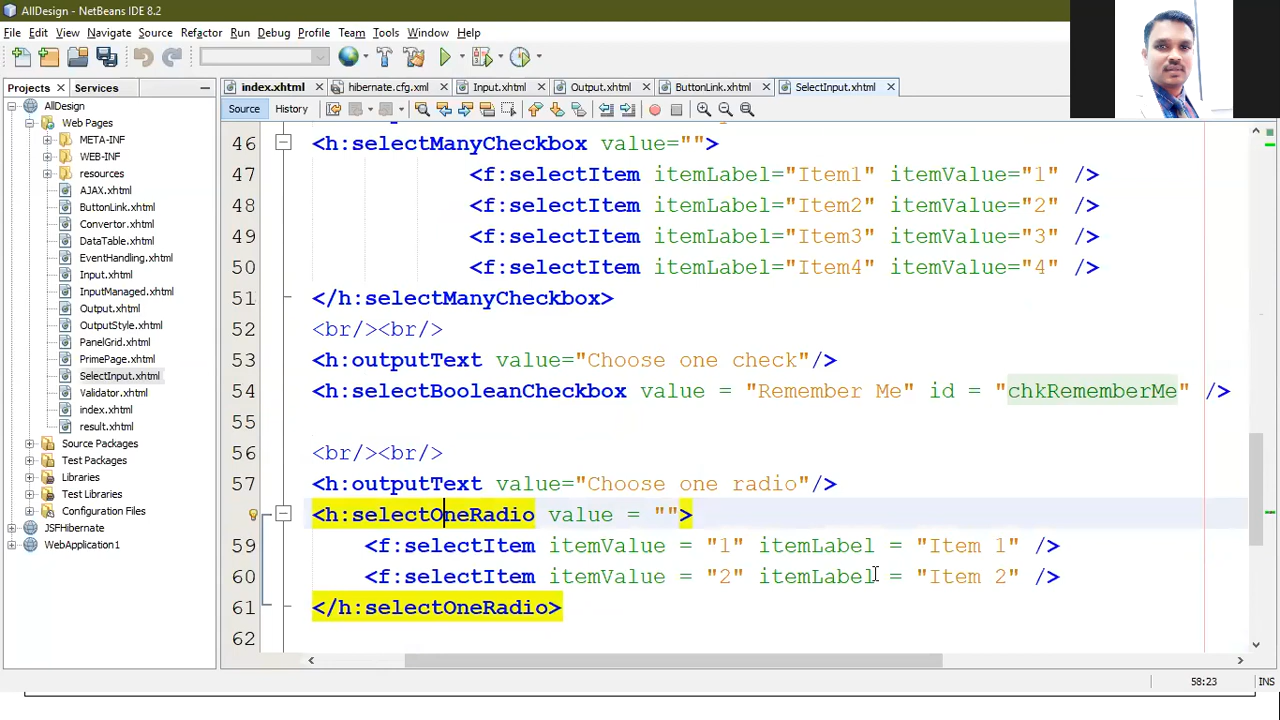 AllDesign - NetBeans IDE 8.2
File Edit View Navigate Source Refactor Run Debug Profile Team Tools Window Help
Projects Services
index.xhtml hibernate.cfg.xml Input.xhtml Output.xhtml ButtonLink.xhtml SelectInput.xhtml
Source History
AllDesign
Web Pages
META-INF
WEB-INF
resources
AJAX.xhtml
ButtonLink.xhtml
Convertor.xhtml
DataTable.xhtml
EventHandling.xhtml
Input.xhtml
InputManaged.xhtml
Output.xhtml
OutputStyle.xhtml
PanelGrid.xhtml
PrimePage.xhtml
SelectInput.xhtml
Validator.xhtml
index.xhtml
result.xhtml
Source Packages
Test Packages
Libraries
Test Libraries
Configuration Files
JSFHibernate
WebApplication1
46 <h:selectManyCheckbox value="">
47 <f:selectItem itemLabel="Item1" itemValue="1" />
48 <f:selectItem itemLabel="Item2" itemValue="2" />
49 <f:selectItem itemLabel="Item3" itemValue="3" />
50 <f:selectItem itemLabel="Item4" itemValue="4" />
51 </h:selectManyCheckbox>
52 <br/><br/>
53 <h:outputText value="Choose one check"/>
54 <h:selectBooleanCheckbox value = "Remember Me" id = "chkRememberMe" />
55
56 <br/><br/>
57 <h:outputText value="Choose one radio"/>
<h:selectOneRadio value = "">
59 <f:selectItem itemValue = "1" itemLabel = "Item 1" />
60 <f:selectItem itemValue = "2" itemLabel = "Item 2" />
61 </h:selectOneRadio>
62
58:23 INS